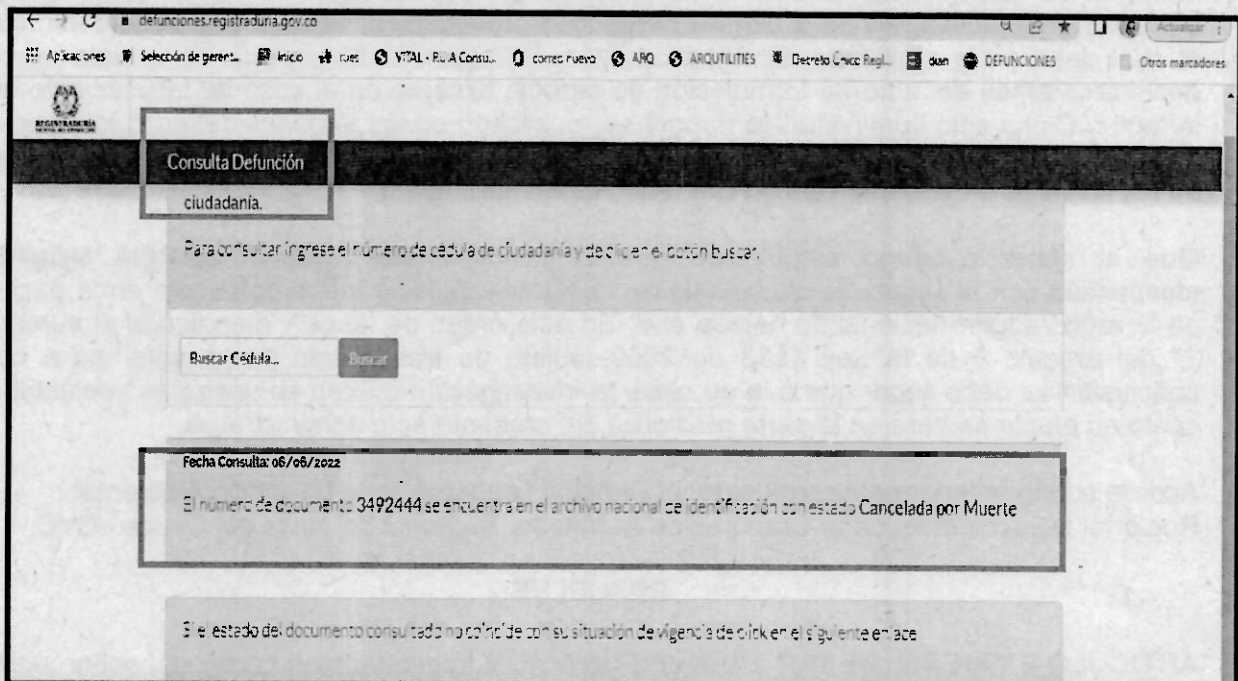 defunciones.registraduria.gov.co
Actualizar
Aplicaciones Selección de gerent... Inicio rues VITAL - RUIA Consu... correo nuevo ARQ ARQUTILITIES Decreto Único Regl... dian DEFUNCIONES Otros marcadores
REGISTRADURÍA
Consulta Defunción
ciudadanía.
Para consultar ingrese el número de cédula de ciudadanía y de clic en el botón buscar.
Buscar Cédula... Buscar
Fecha Consulta: 06/06/2022
El número de documento 3492444 se encuentra en el archivo nacional de identificación con estado Cancelada por Muerte
Si el estado del documento consultado no coincide con su situación de vigencia de click en el siguiente enlace